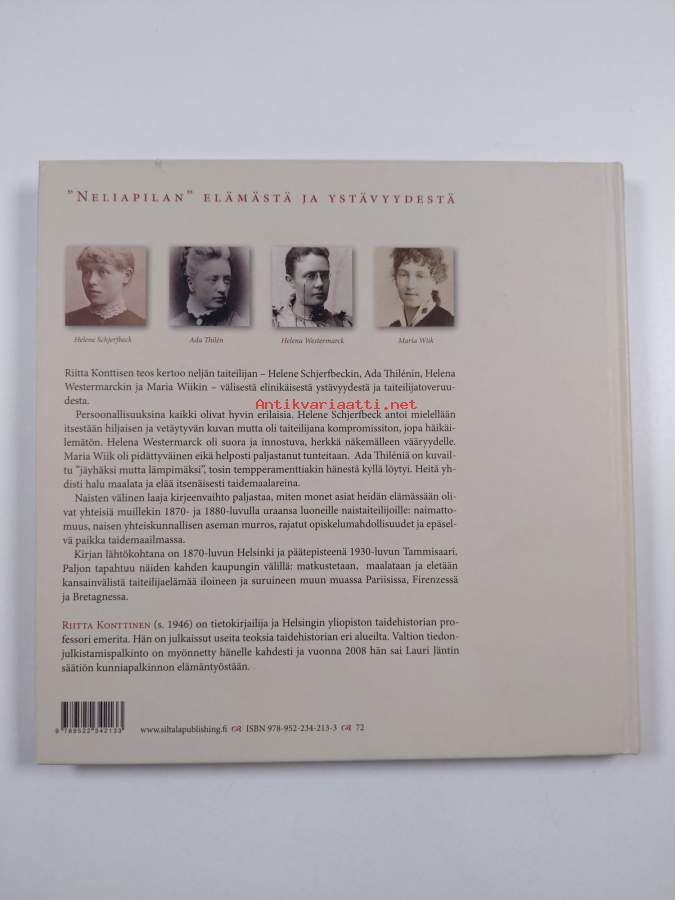 "Neliapilan" elämästä ja ystävyydestä
Helene Schjerfbeck
Ada Thilén
Helena Westermarck
Maria Wiik
Riitta Konttisen teos kertoo neljän taiteilijan – Helene Schjerfbeckin, Ada Thilénin, Helena
Westermarckin ja Maria Wiikin – välisestä elinikäisestä ystävyydestä ja taiteilijatoveruu-
desta.
Antikvariaatti.net
Persoonallisuuksina kaikki olivat hyvin erilaisia. Helene Schjerfbeck antoi mielellään
itsestään hiljaisen ja vetäytyvän kuvan mutta oli taiteilijana kompromissiton, jopa häikäi-
lemätön. Helena Westermarck oli suora ja innostuva, herkkä näkemälleen vääryydelle.
Maria Wiik oli pidättyväinen eikä helposti paljastanut tunteitaan. Ada Thiléniä on kuvail-
tu "jäyhäksi mutta lämpimäksi", tosin tempperamenttiakin hänestä kyllä löytyi. Heitä yh-
disti halu maalata ja elää itsenäisesti taidemaalareina.
Naisten välinen laaja kirjeenvaihto paljastaa, miten monet asiat heidän elämässään oli-
vat yhteisiä muillekin 1870- ja 1880-luvulla uraansa luoneille naistaiteilijoille: naimatto-
muus, naisen yhteiskunnallisen aseman murros, rajatut opiskelumahdollisuudet ja epäsel-
vä paikka taidemaailmassa.
Kirjan lähtökohtana on 1870-luvun Helsinki ja päätepisteenä 1930-luvun Tammisaari.
Paljon tapahtuu näiden kahden kaupungin välillä: matkustetaan, maalataan ja eletään
kansainvälistä taiteilijaelämää iloineen ja suruineen muun muassa Pariisissa, Firenzessä
ja Bretagnessa.
Riitta Konttinen (s. 1946) on tietokirjailija ja Helsingin yliopiston taidehistorian pro-
fessori emerita. Hän on julkaissut useita teoksia taidehistorian eri alueilta. Valtion tiedon-
julkistamispalkinto on myönnetty hänelle kahdesti ja vuonna 2008 hän sai Lauri Jäntin
säätiön kunniapalkinnon elämäntyöstään.
9 789522 342133
www.siltalapublishing.fi ISBN 978-952-234-213-3 72